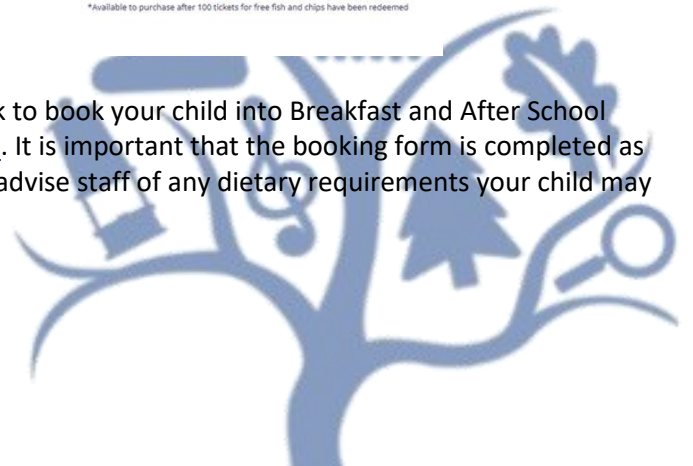 *Available to purchase after 100 tickets for free fish and chips have been redeemed
k to book your child into Breakfast and After School
. It is important that the booking form is completed as
advise staff of any dietary requirements your child may